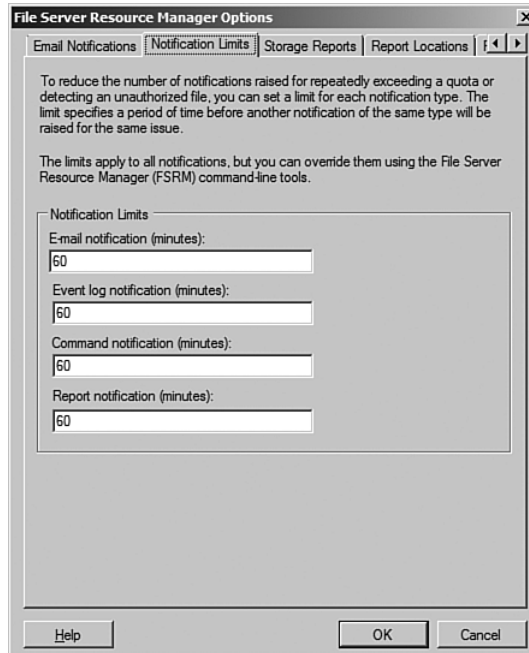 File Server Resource Manager Options
Email Notifications
Notification Limits
Storage Reports
Report Locations
To reduce the number of notifications raised for repeatedly exceeding a quota or
detecting an unauthorized file, you can set a limit for each notification type. The
limit specifies a period of time before another notification of the same type will be
raised for the same issue.
The limits apply to all notifications, but you can override them using the File Server
Resource Manager (FSRM) command-line tools.
Notification Limits
E-mail notification (minutes):
60
Event log notification (minutes):
60
Command notification (minutes):
60
Report notification (minutes):
60
Help
OK
Cancel